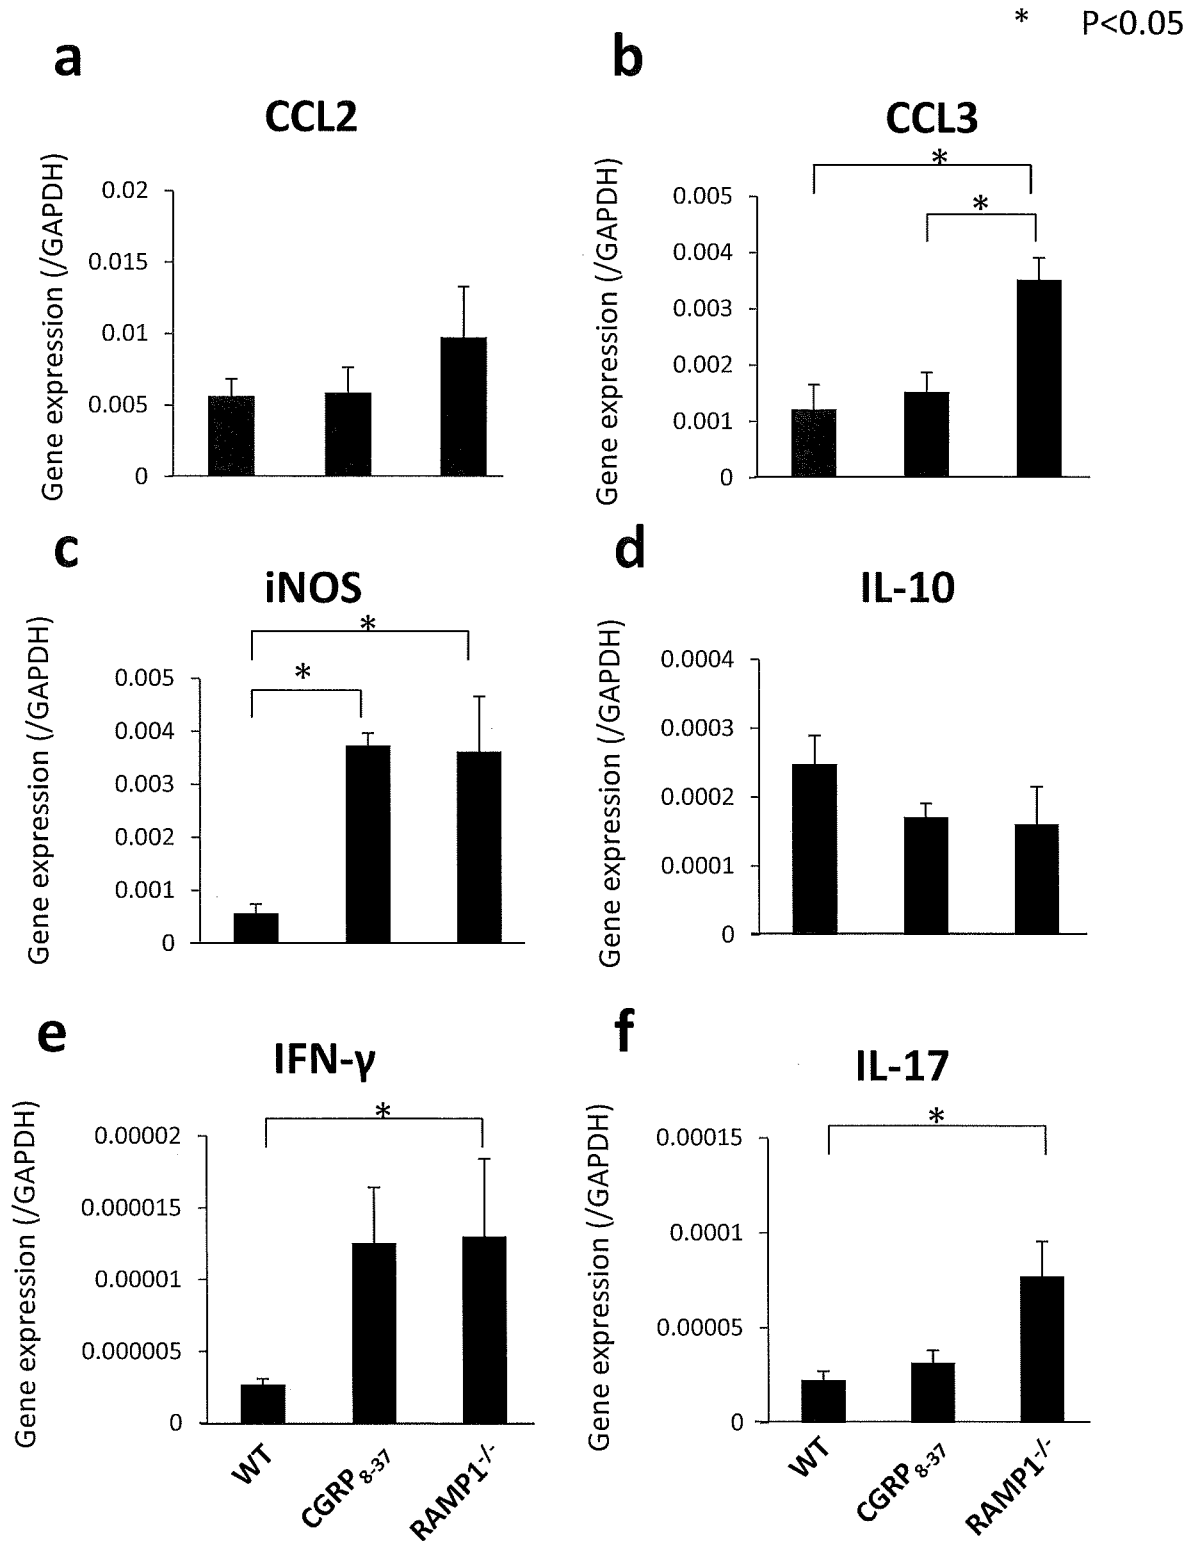 * P<0.05
a
CCL2
Gene expression (/GAPDH)
0.02
0.015
0.01
0.005
0
b
CCL3
*
*
Gene expression (/GAPDH)
0.005
0.004
0.003
0.002
0.001
0
c
iNOS
*
*
Gene expression (/GAPDH)
0.005
0.004
0.003
0.002
0.001
0
d
IL-10
Gene expression (/GAPDH)
0.0004
0.0003
0.0002
0.0001
0
e
IFN-γ
*
Gene expression (/GAPDH)
0.00002
0.000015
0.00001
0.000005
0
WT
CGRP8-37
RAMP1-/-
f
IL-17
*
Gene expression (/GAPDH)
0.00015
0.0001
0.00005
0
WT
CGRP8-37
RAMP1-/-